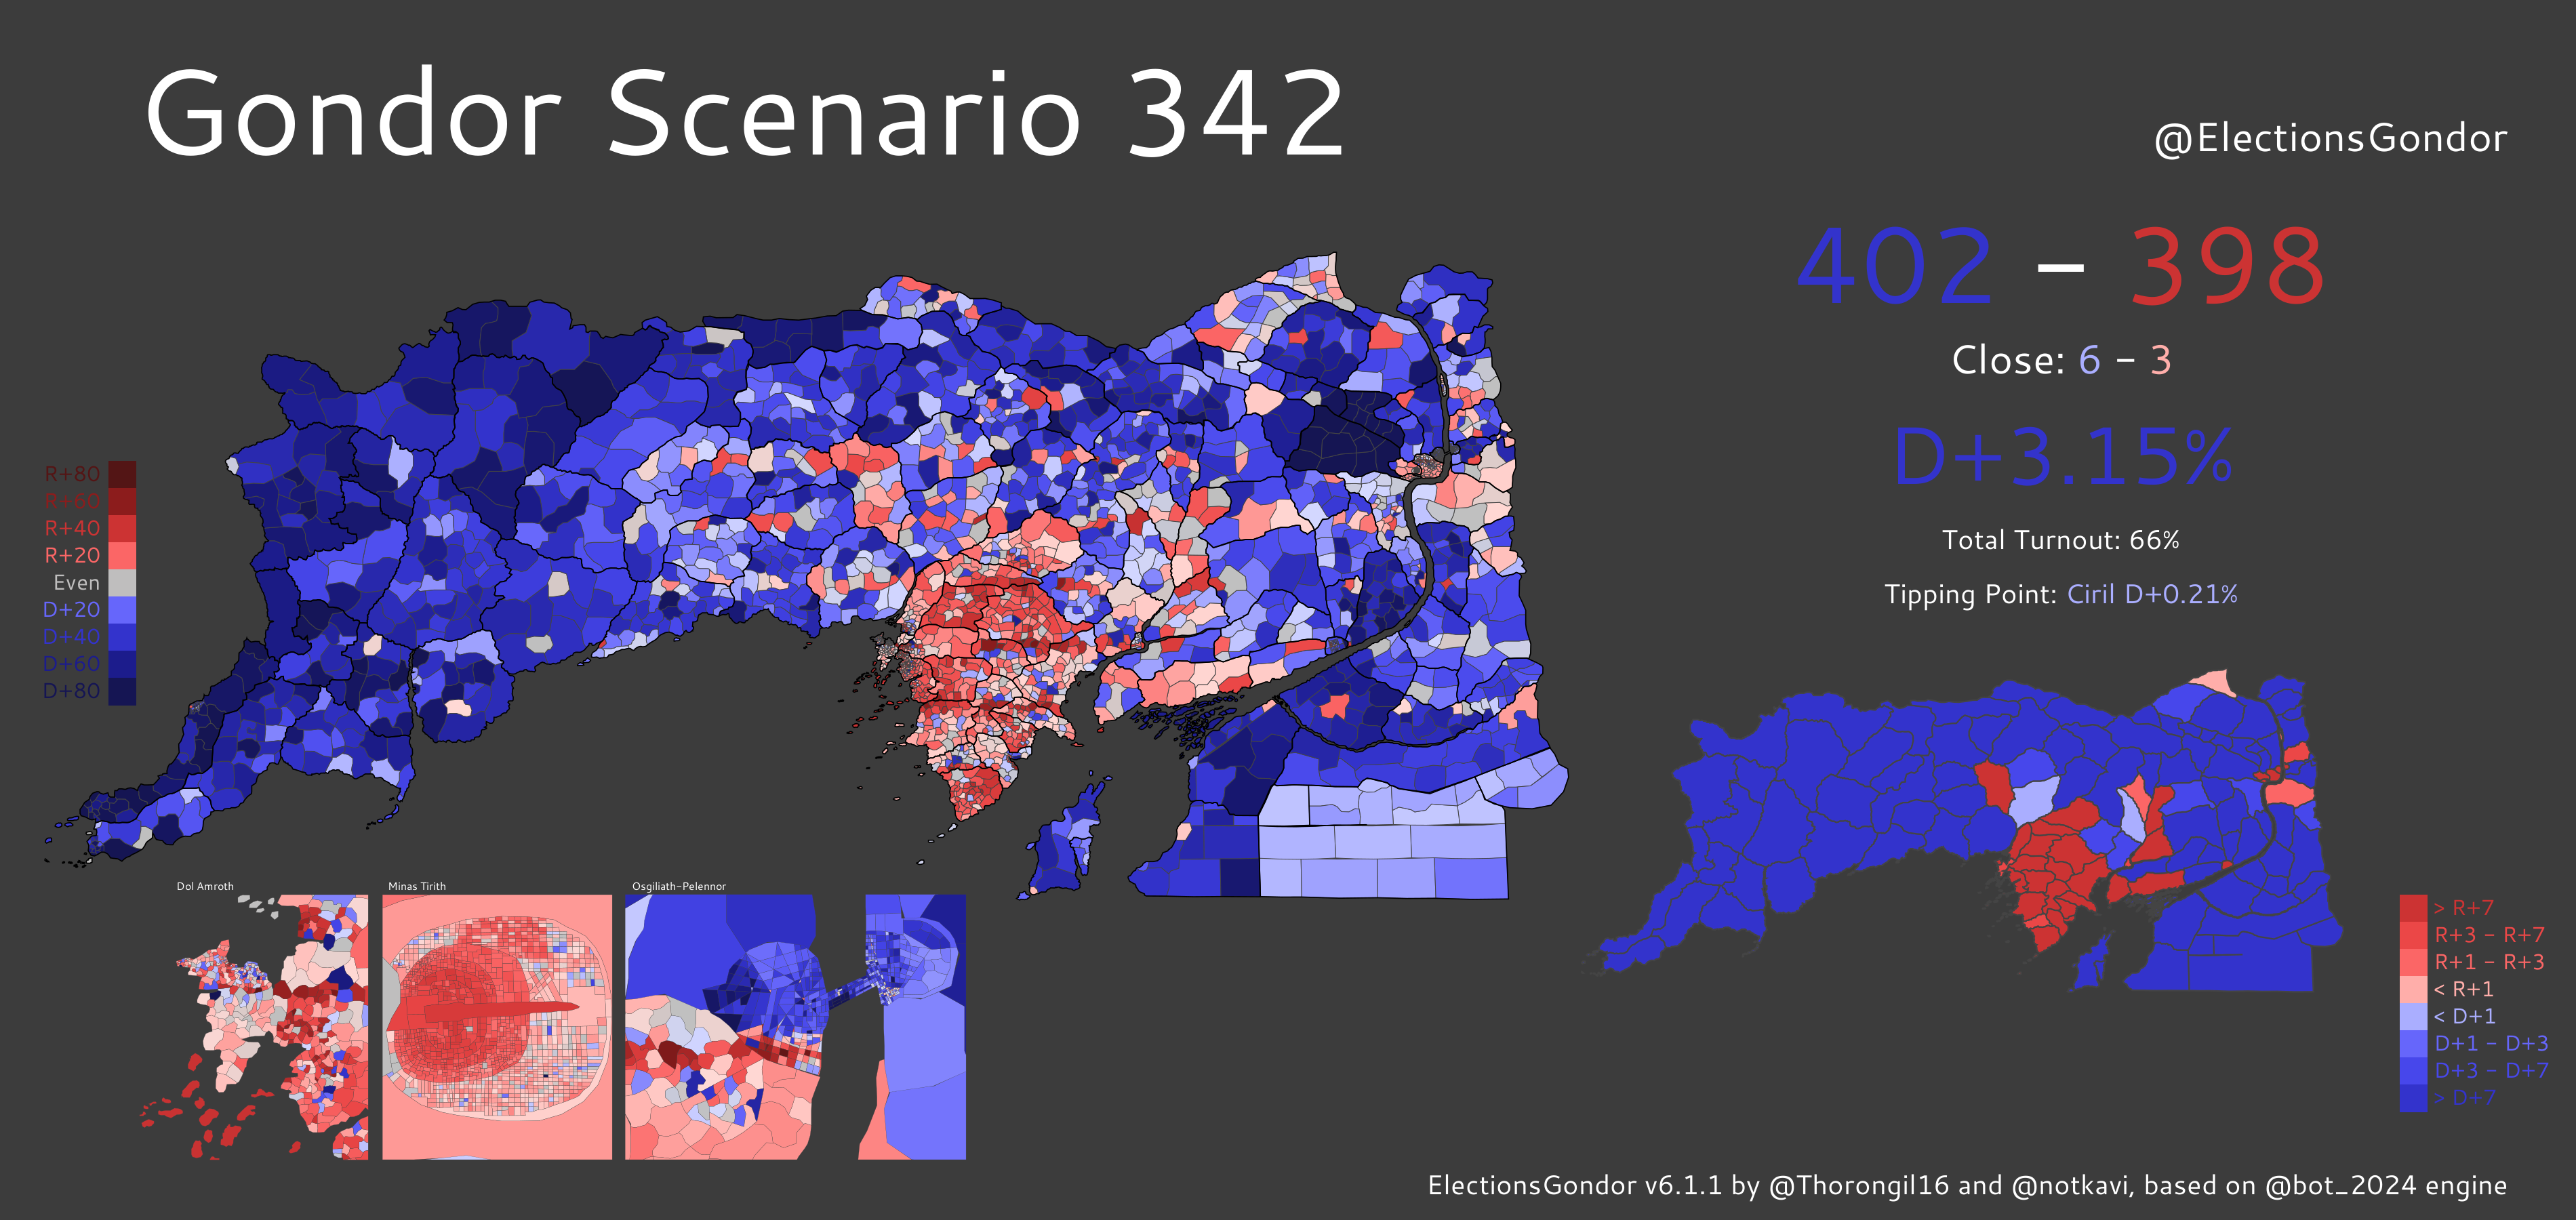 Gondor Scenario 342
@ElectionsGondor
402 – 398
Close: 6 - 3
D+3.15%
Total Turnout: 66%
Tipping Point: Ciril D+0.21%
R+80
R+60
R+40
R+20
Even
D+20
D+40
D+60
D+80
Dol Amroth
Minas Tirith
Osgiliath-Pelennor
> R+7
R+3 - R+7
R+1 - R+3
< R+1
< D+1
D+1 - D+3
D+3 - D+7
> D+7
ElectionsGondor v6.1.1 by @Thorongil16 and @notkavi, based on @bot_2024 engine